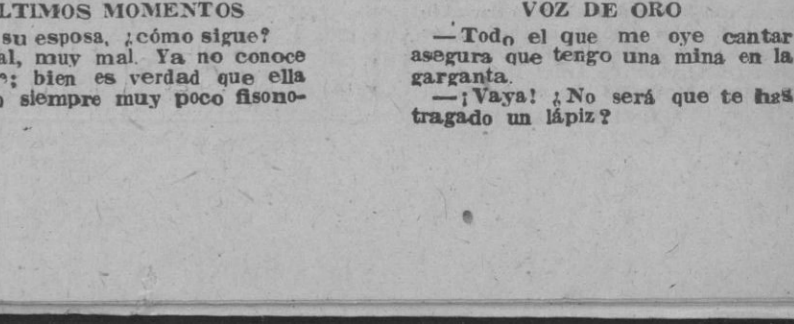 LTIMOS MOMENTOS
su esposa, ¿cómo sigue?
al, muy mal. Ya no conoce
; bien es verdad que ella
siempre muy poco fisono-
VOZ DE ORO
—Todo el que me oye cantar
asegura que tengo una mina en la
garganta.
—¡Vaya! ¿No será que te has
tragado un lápiz?